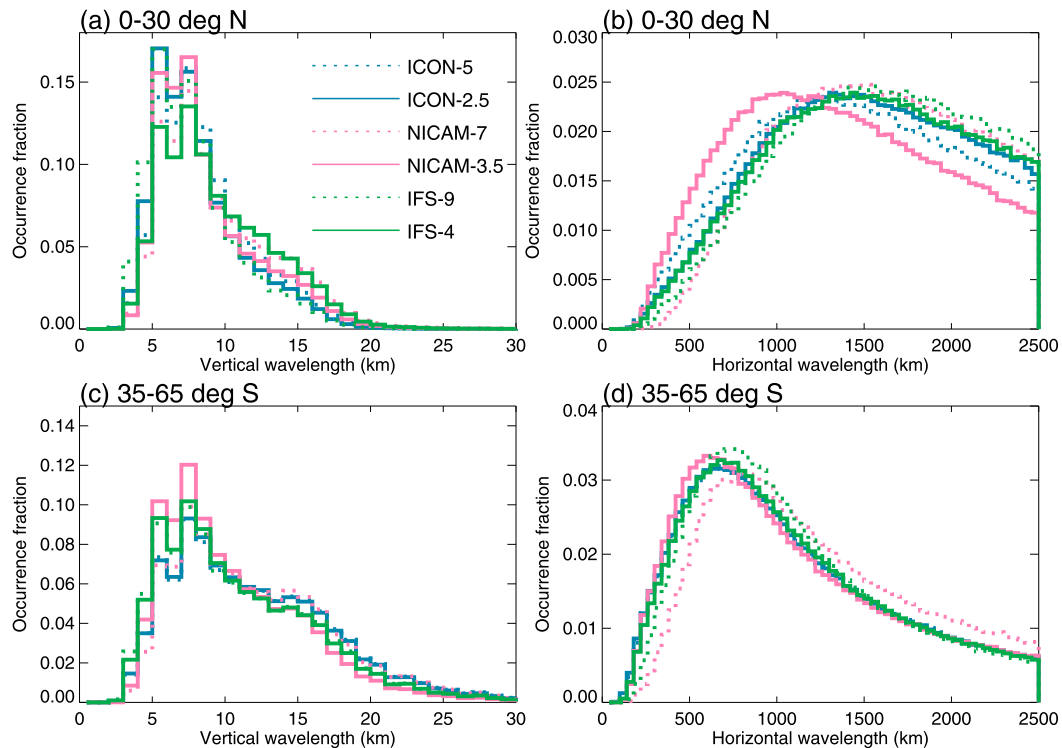 (a) 0-30 deg N
Occurrence fraction
0.15
0.10
0.05
0.00
0 5 10 15 20 25 30
Vertical wavelength (km)
ICON-5
ICON-2.5
NICAM-7
NICAM-3.5
IFS-9
IFS-4
(b) 0-30 deg N
Occurrence fraction
0.030
0.025
0.020
0.015
0.010
0.005
0.000
0 500 1000 1500 2000 2500
Horizontal wavelength (km)
(c) 35-65 deg S
Occurrence fraction
0.14
0.12
0.10
0.08
0.06
0.04
0.02
0.00
0 5 10 15 20 25 30
Vertical wavelength (km)
(d) 35-65 deg S
Occurrence fraction
0.04
0.03
0.02
0.01
0.00
0 500 1000 1500 2000 2500
Horizontal wavelength (km)